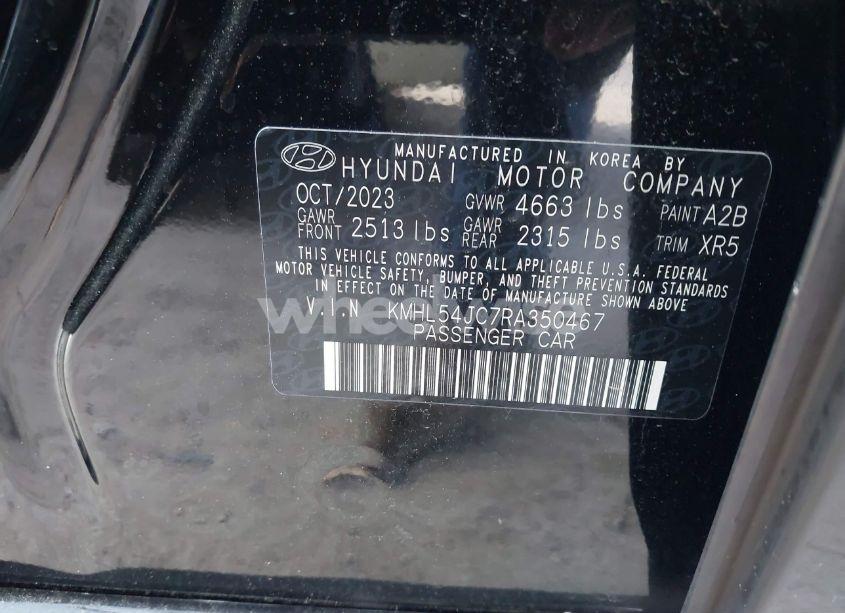 MANUFACTURED IN KOREA BY
HYUNDAI MOTOR COMPANY
OCT/2023 GVWR 4663 lbs PAINT A2B
GAWR FRONT 2513 lbs GAWR REAR 2315 lbs TRIM XR5
THIS VEHICLE CONFORMS TO ALL APPLICABLE U.S.A. FEDERAL
MOTOR VEHICLE SAFETY, BUMPER, AND THEFT PREVENTION STANDARDS
IN EFFECT ON THE DATE OF MANUFACTURE SHOWN ABOVE
V.I.N KMHL54JC7RA350467
PASSENGER CAR